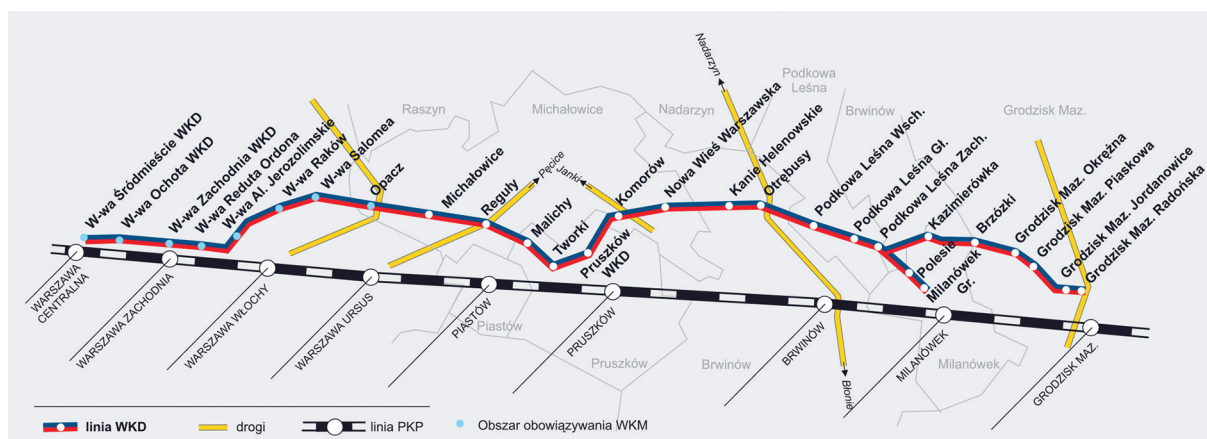 W-wa Śródmieście WKD
W-wa Ochota WKD
W-wa Zachodnia WKD
W-wa Reduta Ordona
W-wa Al. Jerozolimskie
W-wa Raków
W-wa Salomea
Opacz
Michałowice
Reguły
Malichy
Tworki
Pruszków
WKD
Komorów
Nowa Wieś Warszawska
Kanie Helenowskie
Otrębusy
Podkowa Leśna Wsch.
Podkowa Leśna Gł.
Podkowa Leśna Zach.
Polesie
Milanówek
Gr.
Kazimierówka
Brzózki
Grodzisk Maz. Okrężna
Grodzisk Maz. Piaskowa
Grodzisk Maz. Jordanowice
Grodzisk Maz. Radońska
Raszyn
Michałowice
Nadarzyn
Podkowa
Leśna
Brwinów
Grodzisk Maz.
Nadarzyn
Pęcice
Janki
Błonie
Piastów
Pruszków
Brwinów
Milanówek
WARSZAWA
CENTRALNA
WARSZAWA ZACHODNIA
WARSZAWA WŁOCHY
WARSZAWA URSUS
PIASTÓW
PRUSZKÓW
BRWINÓW
MILANÓWEK
GRODZISK MAZ.
linia WKD
drogi
linia PKP
Obszar obowiązywania WKM